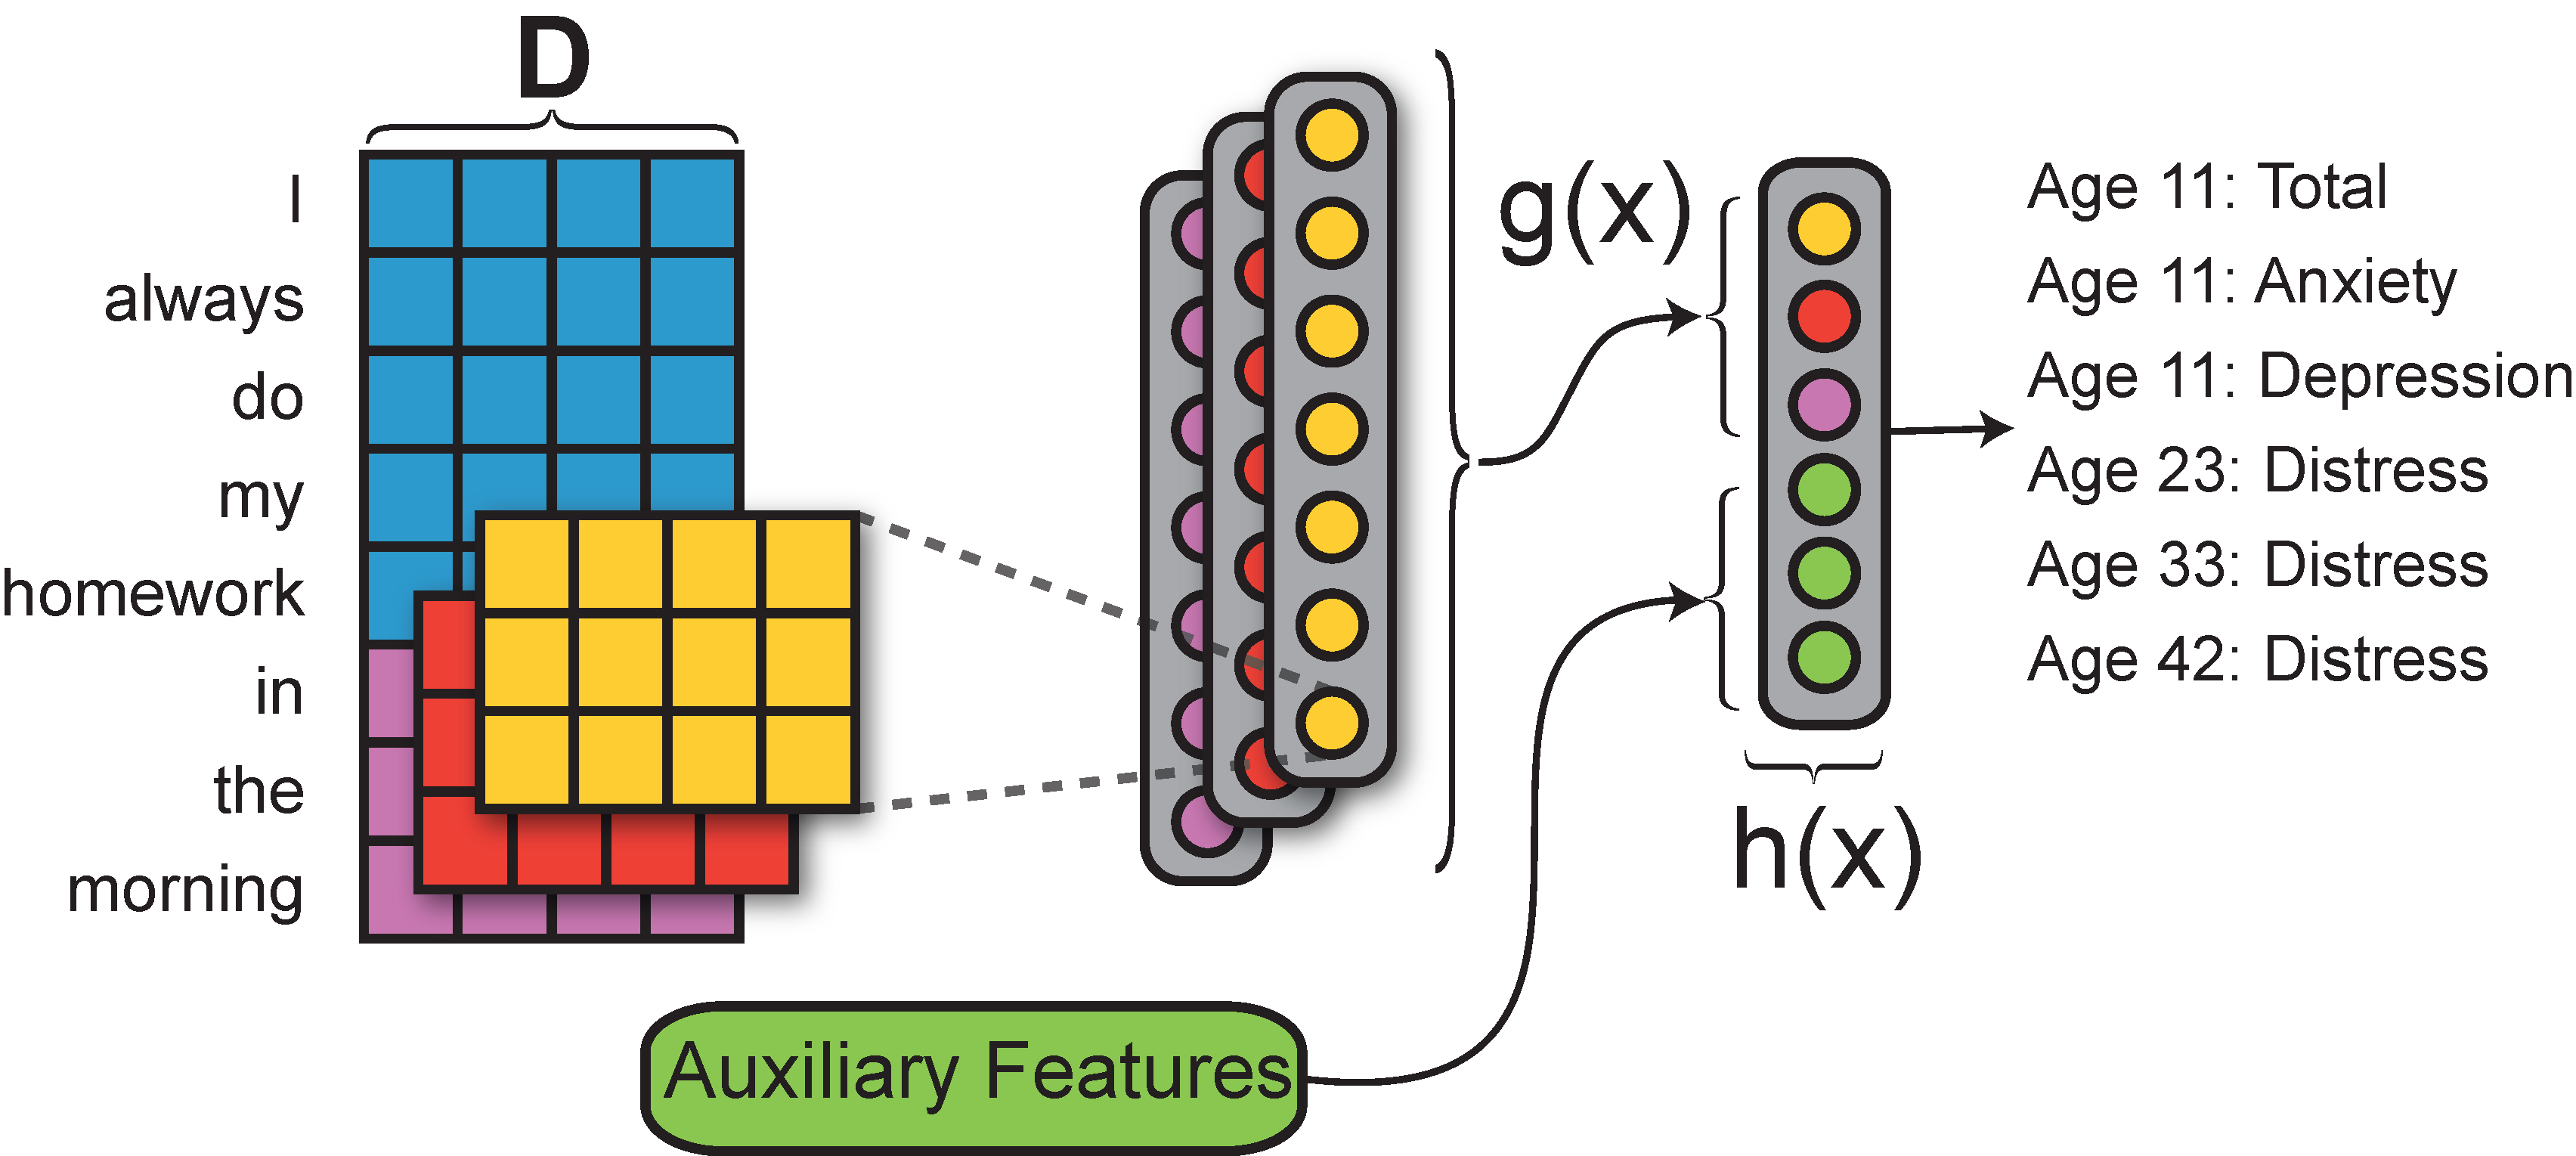 D
I
always
do
my
homework
in
the
morning
g(x)
h(x)
Age 11: Total
Age 11: Anxiety
Age 11: Depression
Age 23: Distress
Age 33: Distress
Age 42: Distress
Auxiliary Features